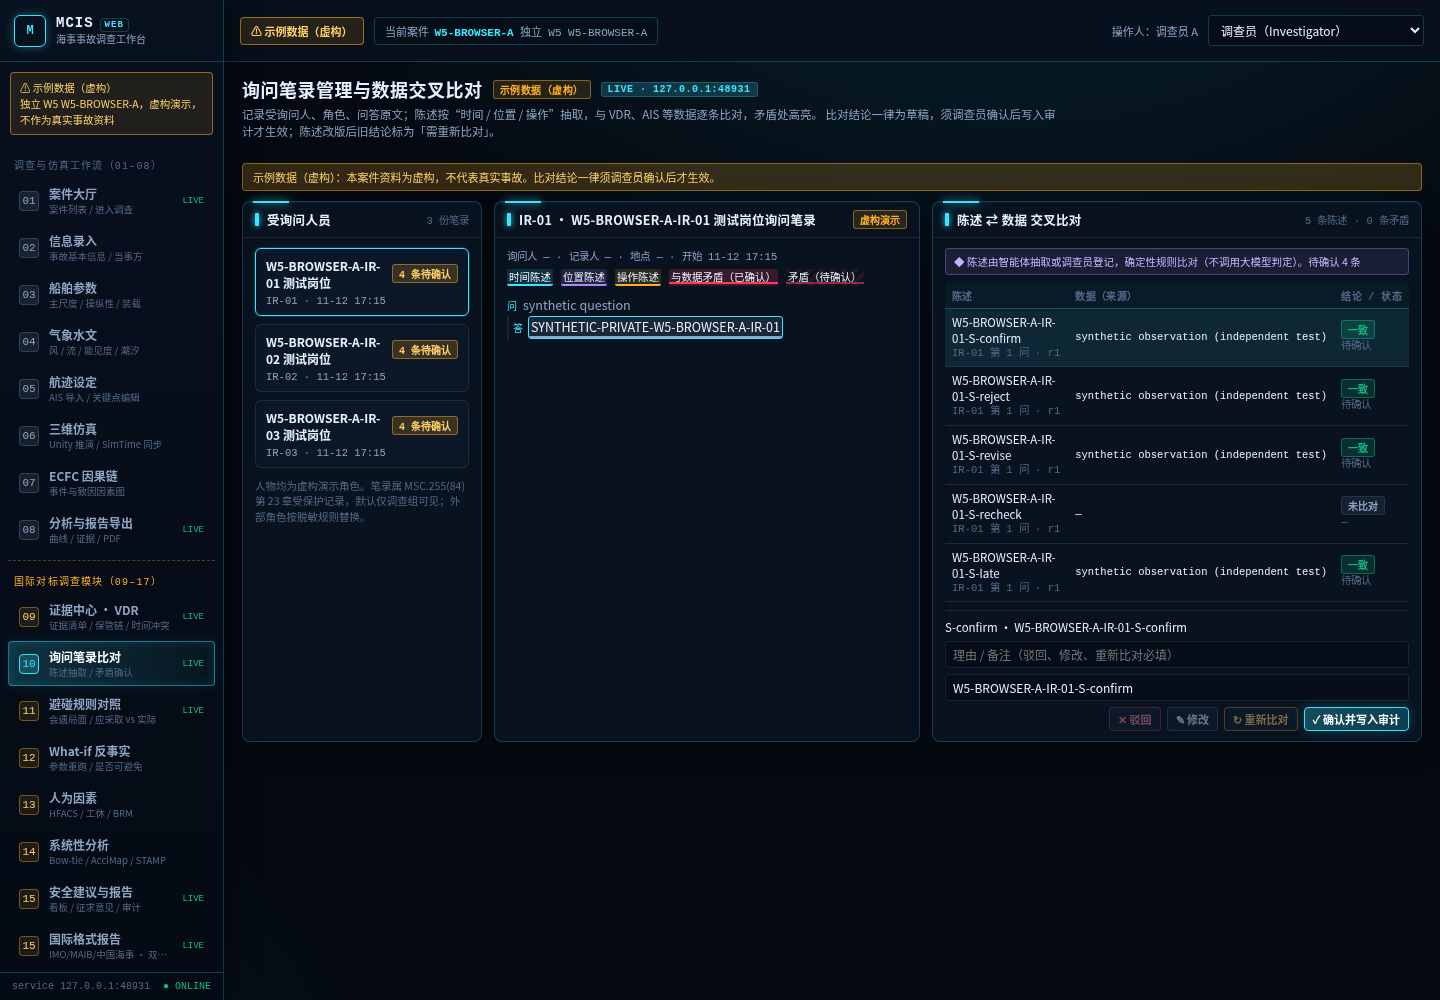 M
MCIS WEB
海事事故调查工作台
⚠ 示例数据（虚构）
独立 W5 W5-BROWSER-A，虚构演示，
不作为真实事故资料
调查与仿真工作流（01–08）
01 案件大厅 LIVE
案件列表 / 进入调查
02 信息录入
事故基本信息 / 当事方
03 船舶参数
主尺度 / 操纵性 / 装载
04 气象水文
风 / 流 / 能见度 / 潮汐
05 航迹设定
AIS 导入 / 关键点编辑
06 三维仿真
Unity 推演 / SimTime 同步
07 ECFC 因果链
事件与致因因素图
08 分析与报告导出 LIVE
曲线 / 证据 / PDF
国际对标调查模块（09–17）
09 证据中心 · VDR LIVE
证据清单 / 保管链 / 时间冲突
10 询问笔录比对 LIVE
陈述抽取 / 矛盾确认
11 避碰规则对照 LIVE
会遇局面 / 应采取 vs 实际
12 What-if 反事实
参数重跑 / 是否可避免
13 人为因素
HFACS / 工休 / BRM
14 系统性分析
Bow-tie / AcciMap / STAMP
15 安全建议与报告 LIVE
看板 / 征求意见 / 审计
15 国际格式报告 LIVE
IMO/MAIB/中国海事 · 双…
service 127.0.0.1:48931 ● ONLINE
⚠ 示例数据（虚构）
当前案件 W5-BROWSER-A 独立 W5 W5-BROWSER-A
操作人：调查员 A
调查员（Investigator）
询问笔录管理与数据交叉比对 示例数据（虚构） LIVE · 127.0.0.1:48931
记录受询问人、角色、问答原文；陈述按“时间 / 位置 / 操作”抽取，与 VDR、AIS 等数据逐条比对，矛盾处高亮。 比对结论一律为草稿，须调查员确认后写入审
计才生效；陈述改版后旧结论标为「需重新比对」。
示例数据（虚构）：本案件资料为虚构，不代表真实事故。比对结论一律须调查员确认后才生效。
受询问人员 3 份笔录
W5-BROWSER-A-IR-
01 测试岗位
4 条待确认
IR-01 · 11-12 17:15
W5-BROWSER-A-IR-
02 测试岗位
4 条待确认
IR-02 · 11-12 17:15
W5-BROWSER-A-IR-
03 测试岗位
4 条待确认
IR-03 · 11-12 17:15
人物均为虚构演示角色。笔录属 MSC.255(84)
第 23 章受保护记录，默认仅调查组可见；外
部角色按脱敏规则替换。
IR-01 · W5-BROWSER-A-IR-01 测试岗位询问笔录 虚构演示
询问人 — · 记录人 — · 地点 — · 开始 11-12 17:15
时间陈述 位置陈述 操作陈述 与数据矛盾（已确认） 矛盾（待确认）
问 synthetic question
答 SYNTHETIC-PRIVATE-W5-BROWSER-A-IR-01
陈述 ⇄ 数据 交叉比对 5 条陈述 · 0 条矛盾
◆ 陈述由智能体抽取或调查员登记，确定性规则比对（不调用大模型判定）。待确认 4 条
陈述 数据（来源） 结论 / 状态
W5-BROWSER-A-IR-
01-S-confirm
IR-01 第 1 问 · r1
synthetic observation (independent test)
一致
待确认
W5-BROWSER-A-IR-
01-S-reject
IR-01 第 1 问 · r1
synthetic observation (independent test)
一致
待确认
W5-BROWSER-A-IR-
01-S-revise
IR-01 第 1 问 · r1
synthetic observation (independent test)
一致
待确认
W5-BROWSER-A-IR-
01-S-recheck
IR-01 第 1 问 · r1
—
未比对
—
W5-BROWSER-A-IR-
01-S-late
IR-01 第 1 问 · r1
synthetic observation (independent test)
一致
待确认
S-confirm · W5-BROWSER-A-IR-01-S-confirm
理由 / 备注（驳回、修改、重新比对必填）
W5-BROWSER-A-IR-01-S-confirm
✕ 驳回 ✎ 修改 ↻ 重新比对 ✓ 确认并写入审计